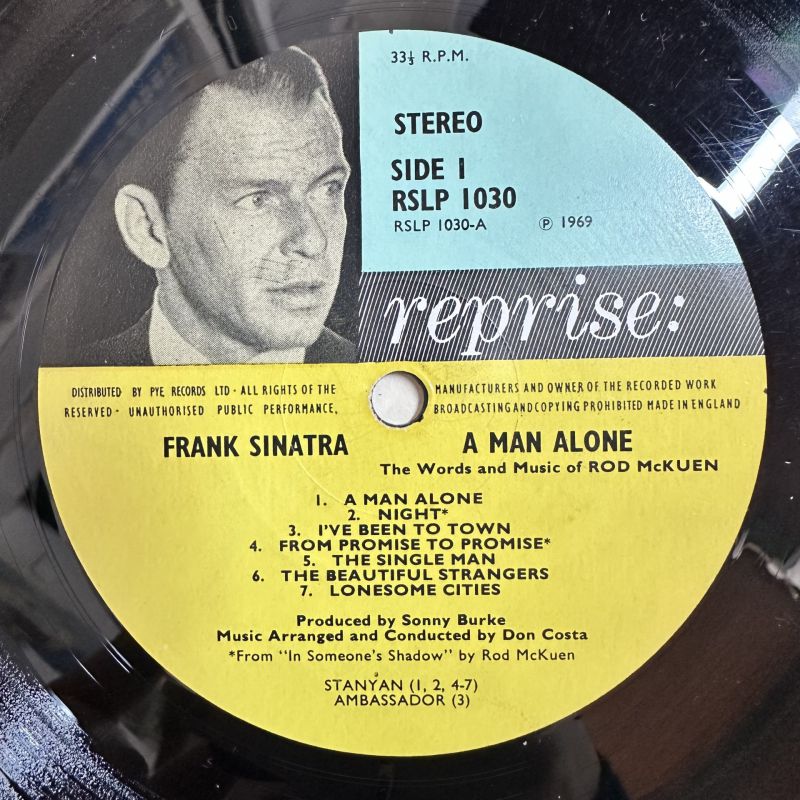 33⅓ R.P.M.
STEREO
SIDE 1
RSLP 1030
RSLP 1030-A ℗ 1969
reprise:
DISTRIBUTED BY PYE RECORDS LTD · ALL RIGHTS OF THE MANUFACTURERS AND OWNER OF THE RECORDED WORK
RESERVED · UNAUTHORISED PUBLIC PERFORMANCE, BROADCASTING AND COPYING PROHIBITED MADE IN ENGLAND
FRANK SINATRA A MAN ALONE
The Words and Music of ROD McKUEN
1. A MAN ALONE
2. NIGHT*
3. I'VE BEEN TO TOWN
4. FROM PROMISE TO PROMISE*
5. THE SINGLE MAN
6. THE BEAUTIFUL STRANGERS
7. LONESOME CITIES
Produced by Sonny Burke
Music Arranged and Conducted by Don Costa
*From "In Someone's Shadow" by Rod McKuen
STANYAN (1, 2, 4-7)
AMBASSADOR (3)